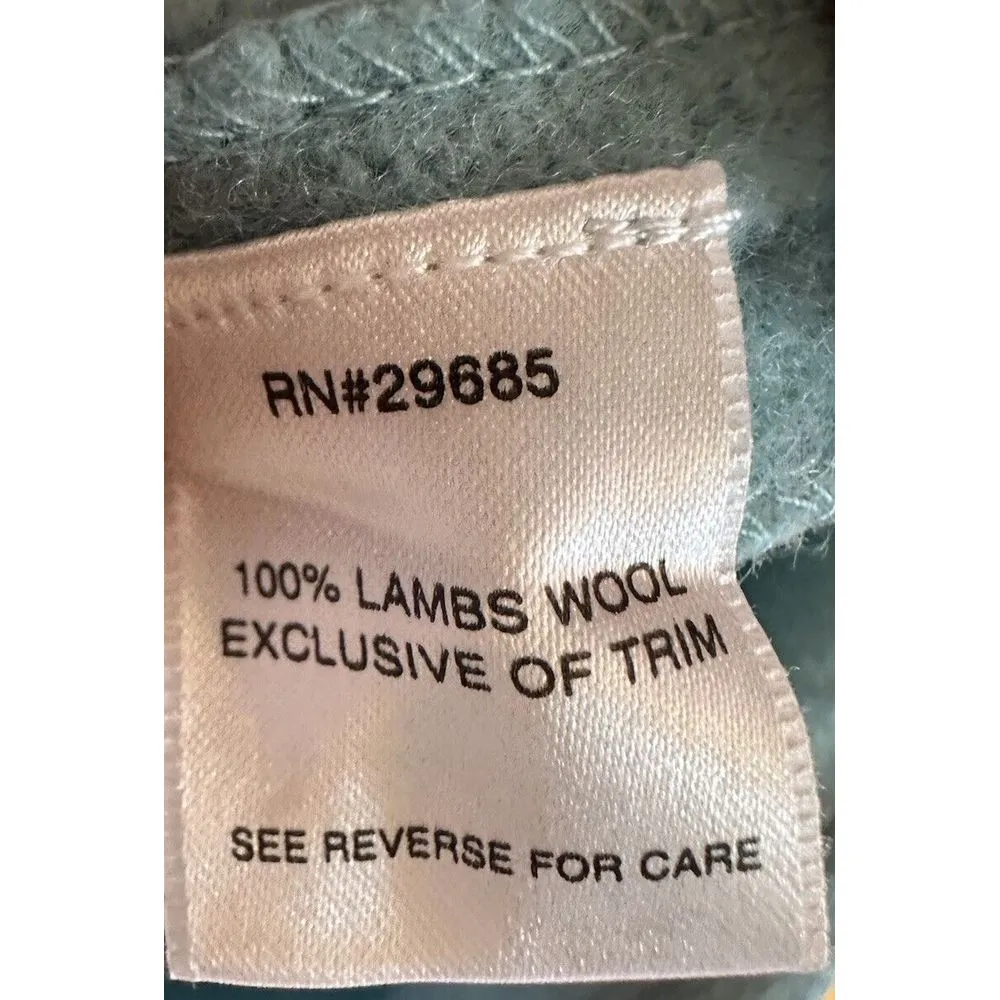 RN#29685
100% LAMBS WOOL
EXCLUSIVE OF TRIM
SEE REVERSE FOR CARE